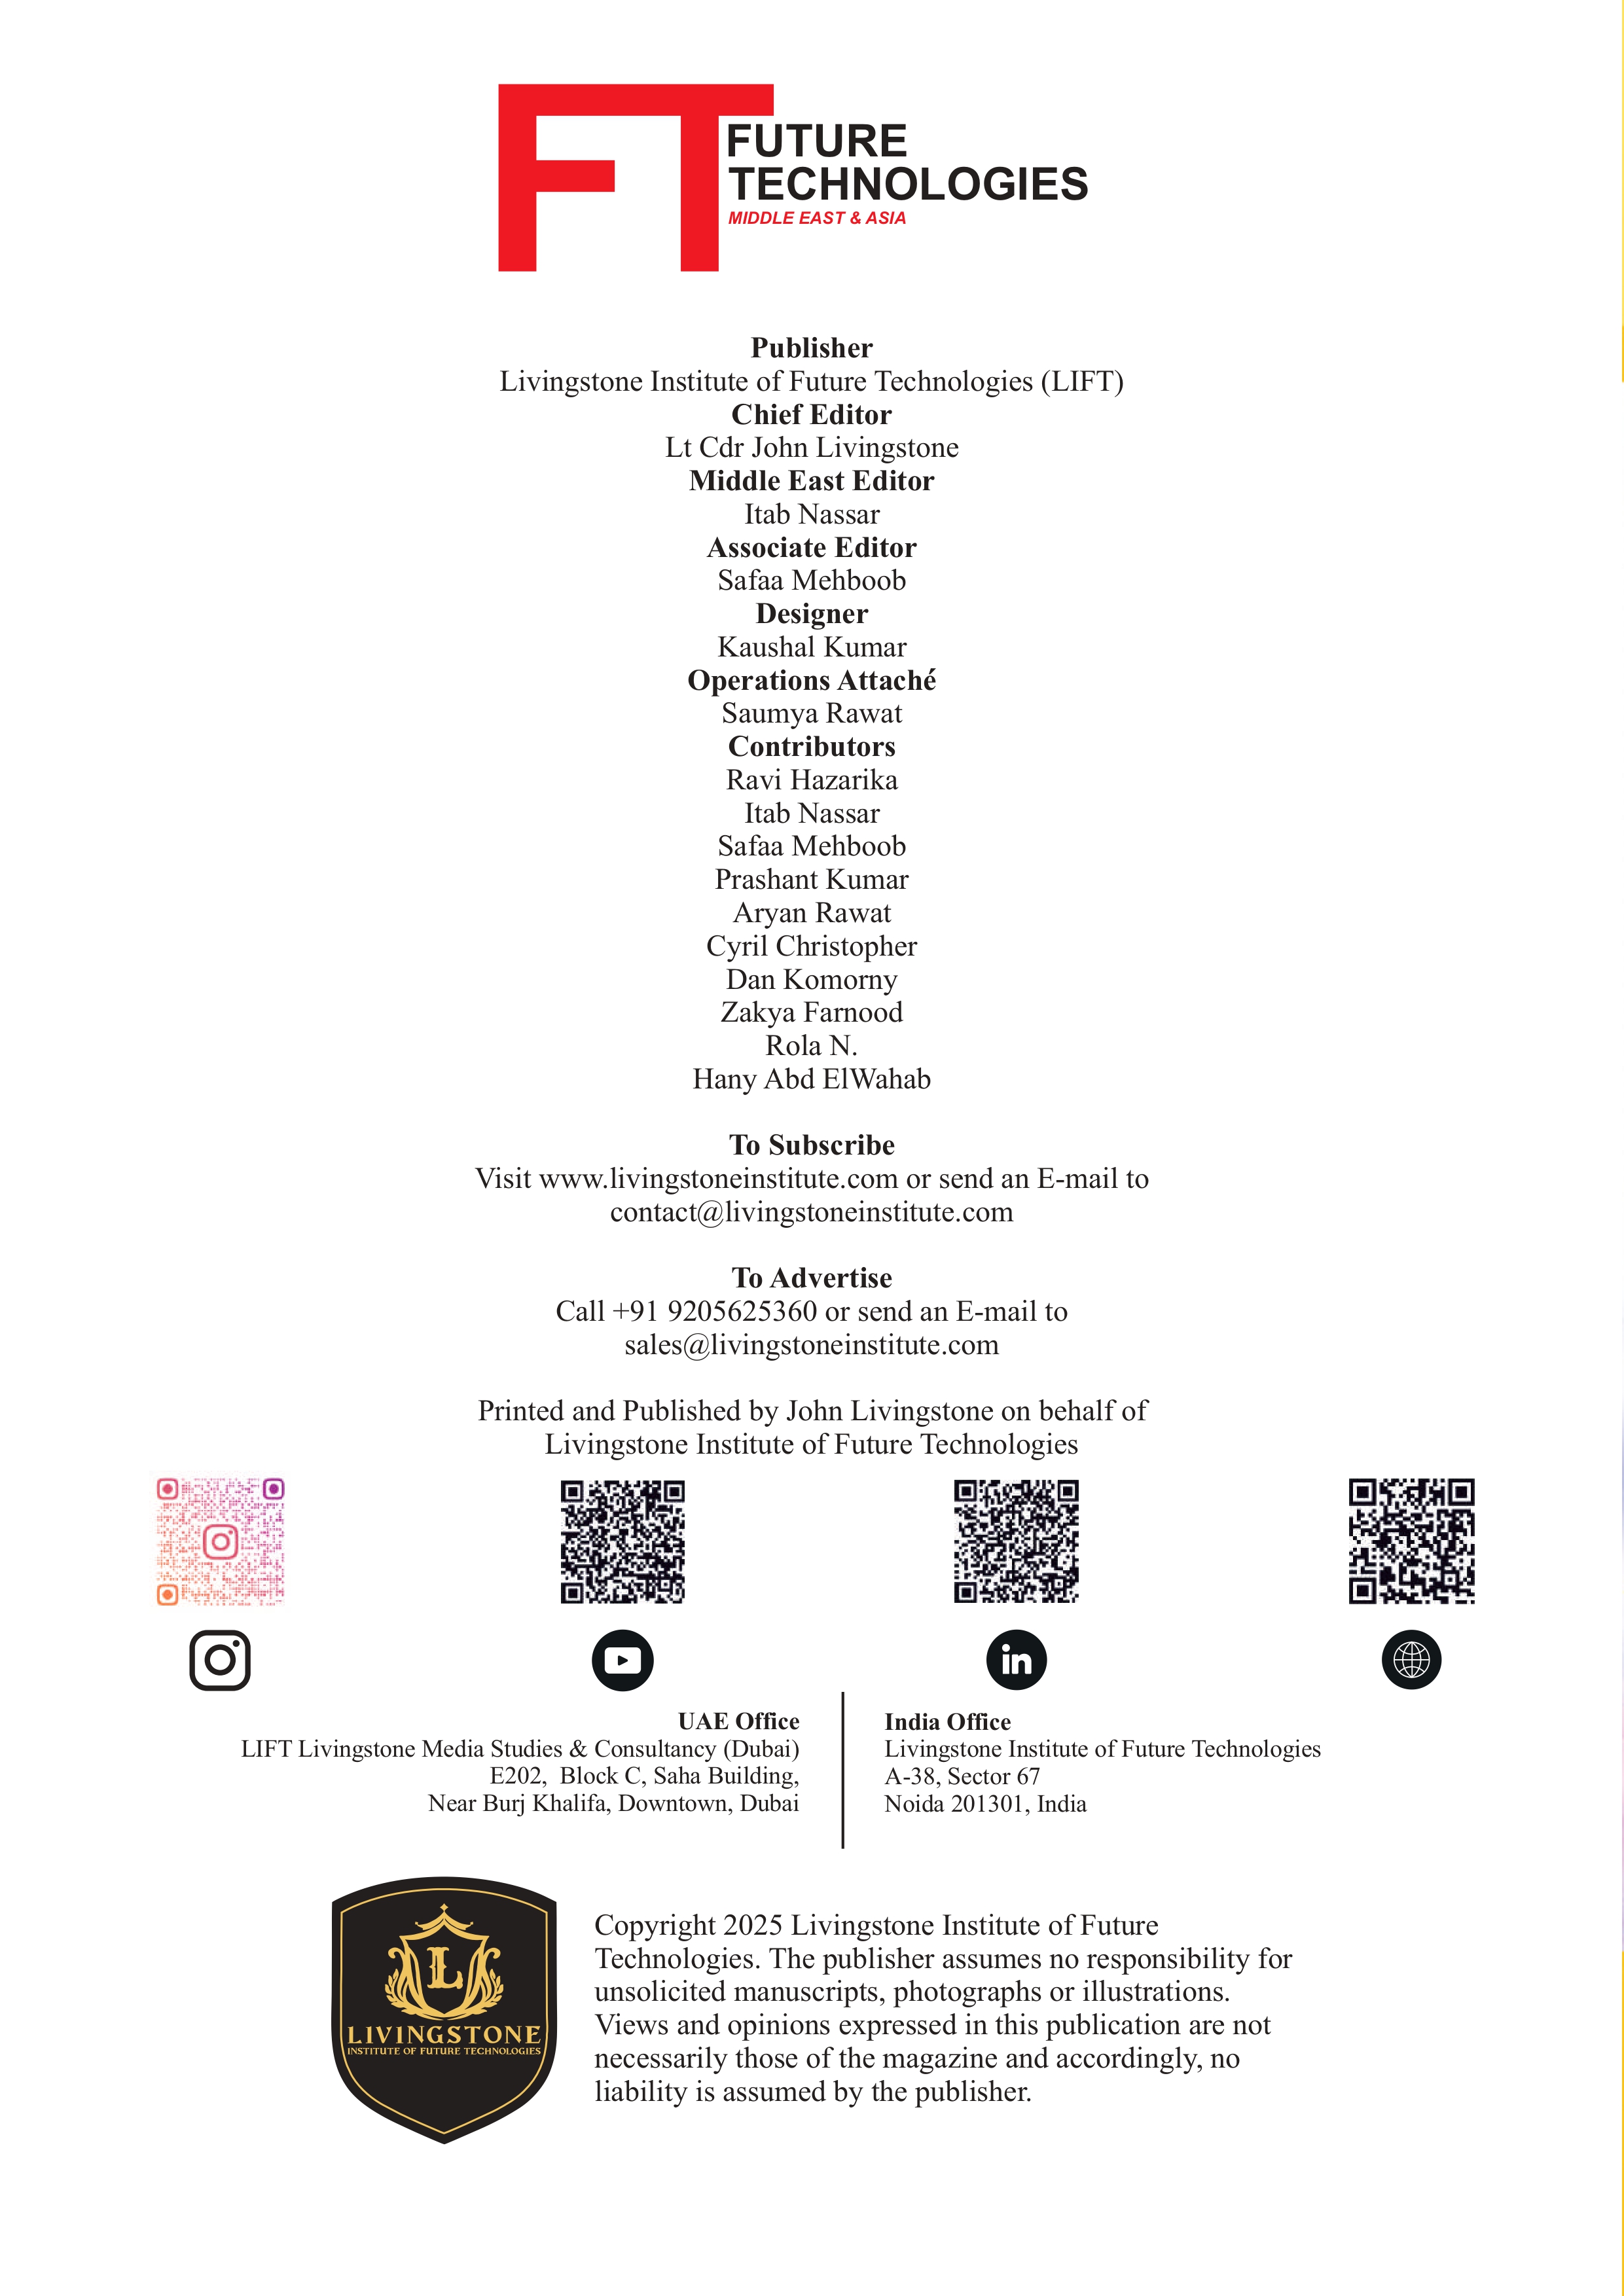 FT
FUTURE
TECHNOLOGIES
MIDDLE EAST & ASIA
Publisher
Livingstone Institute of Future Technologies (LIFT)
Chief Editor
Lt Cdr John Livingstone
Middle East Editor
Itab Nassar
Associate Editor
Safaa Mehboob
Designer
Kaushal Kumar
Operations Attaché
Saumya Rawat
Contributors
Ravi Hazarika
Itab Nassar
Safaa Mehboob
Prashant Kumar
Aryan Rawat
Cyril Christopher
Dan Komorny
Zakya Farnood
Rola N.
Hany Abd ElWahab
To Subscribe
Visit www.livingstoneinstitute.com or send an E-mail to
contact@livingstoneinstitute.com
To Advertise
Call +91 9205625360 or send an E-mail to
sales@livingstoneinstitute.com
Printed and Published by John Livingstone on behalf of
Livingstone Institute of Future Technologies
in
UAE Office
LIFT Livingstone Media Studies & Consultancy (Dubai)
E202, Block C, Saha Building,
Near Burj Khalifa, Downtown, Dubai
India Office
Livingstone Institute of Future Technologies
A-38, Sector 67
Noida 201301, India
L
LIVINGSTONE
INSTITUTE OF FUTURE TECHNOLOGIES
Copyright 2025 Livingstone Institute of Future
Technologies. The publisher assumes no responsibility for
unsolicited manuscripts, photographs or illustrations.
Views and opinions expressed in this publication are not
necessarily those of the magazine and accordingly, no
liability is assumed by the publisher.